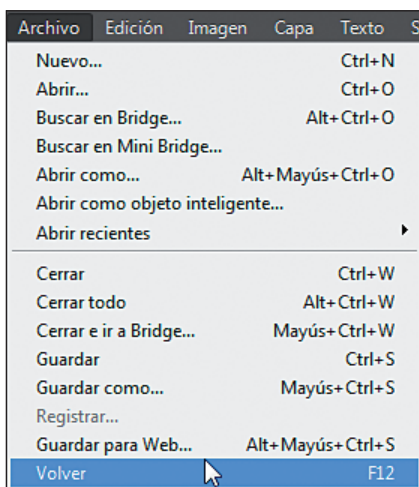 Archivo Edición Imagen Capa Texto S
Nuevo... Ctrl+N
Abrir... Ctrl+O
Buscar en Bridge... Alt+Ctrl+O
Buscar en Mini Bridge...
Abrir como... Alt+Mayús+Ctrl+O
Abrir como objeto inteligente...
Abrir recientes
Cerrar Ctrl+W
Cerrar todo Alt+Ctrl+W
Cerrar e ir a Bridge... Mayús+Ctrl+W
Guardar Ctrl+S
Guardar como... Mayús+Ctrl+S
Registrar...
Guardar para Web... Alt+Mayús+Ctrl+S
Volver F12